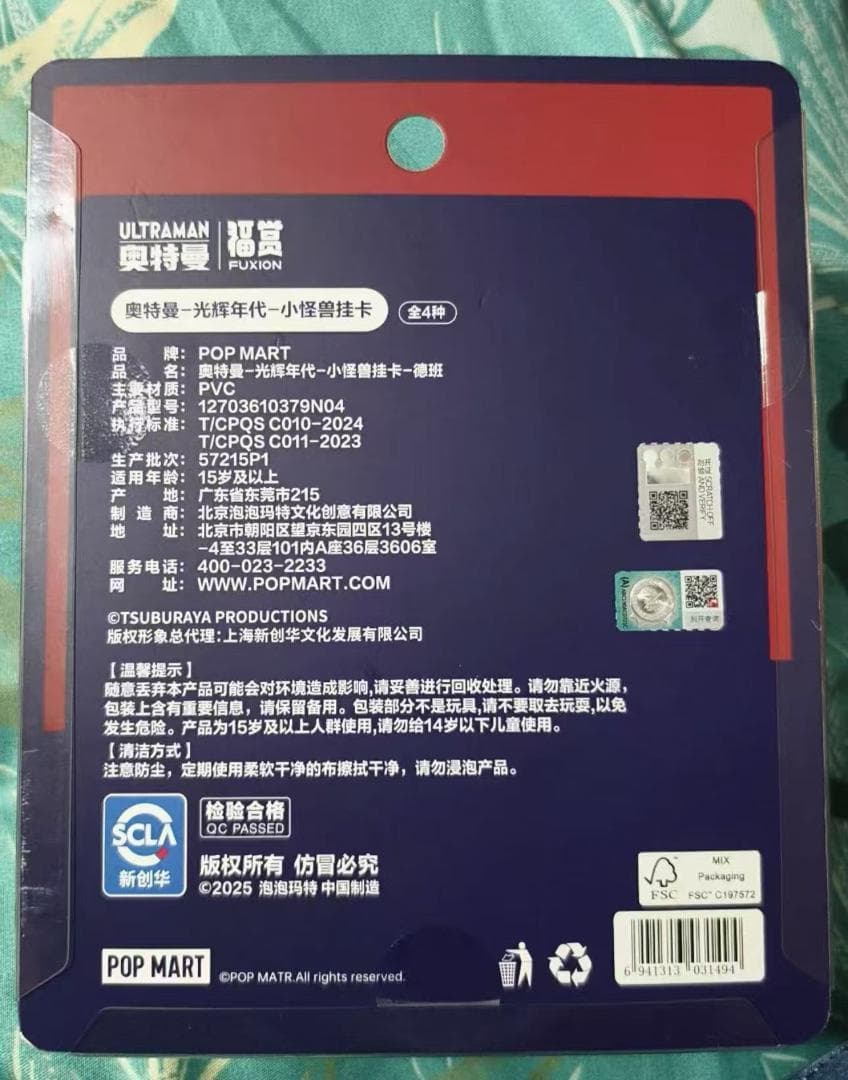 ULTRAMAN
奥特曼
福赏
FUXION
奥特曼-光辉年代-小怪兽挂卡
全4种
品 牌: POP MART
品 名: 奥特曼-光辉年代-小怪兽挂卡-德班
主要材质: PVC
产品型号: 12703610379N04
执行标准: T/CPQS C010-2024
T/CPQS C011-2023
生产批次: 57215P1
适用年龄: 15岁及以上
产 地: 广东省东莞市215
制 造 商: 北京泡泡玛特文化创意有限公司
地 址: 北京市朝阳区望京东园四区13号楼
-4至33层101内A座36层3606室
服务电话: 400-023-2233
网 址: WWW.POPMART.COM
刮开
验证
SCRATCH OFF
AND VERIFY
刮开查询
©TSUBURAYA PRODUCTIONS
版权形象总代理:上海新创华文化发展有限公司
【温馨提示】
随意丢弃本产品可能会对环境造成影响,请妥善进行回收处理。请勿靠近火源,
包装上含有重要信息,请保留备用。包装部分不是玩具,请不要取去玩耍,以免
发生危险。产品为15岁及以上人群使用,请勿给14岁以下儿童使用。
【清洁方式】
注意防尘,定期使用柔软干净的布擦拭干净,请勿浸泡产品。
SCLA
新创华
检验合格
QC PASSED
版权所有 仿冒必究
©2025 泡泡玛特 中国制造
FSC
MIX
Packaging
FSC™ C197572
6 941313 031494
POP MART
©POP MATR.All rights reserved.